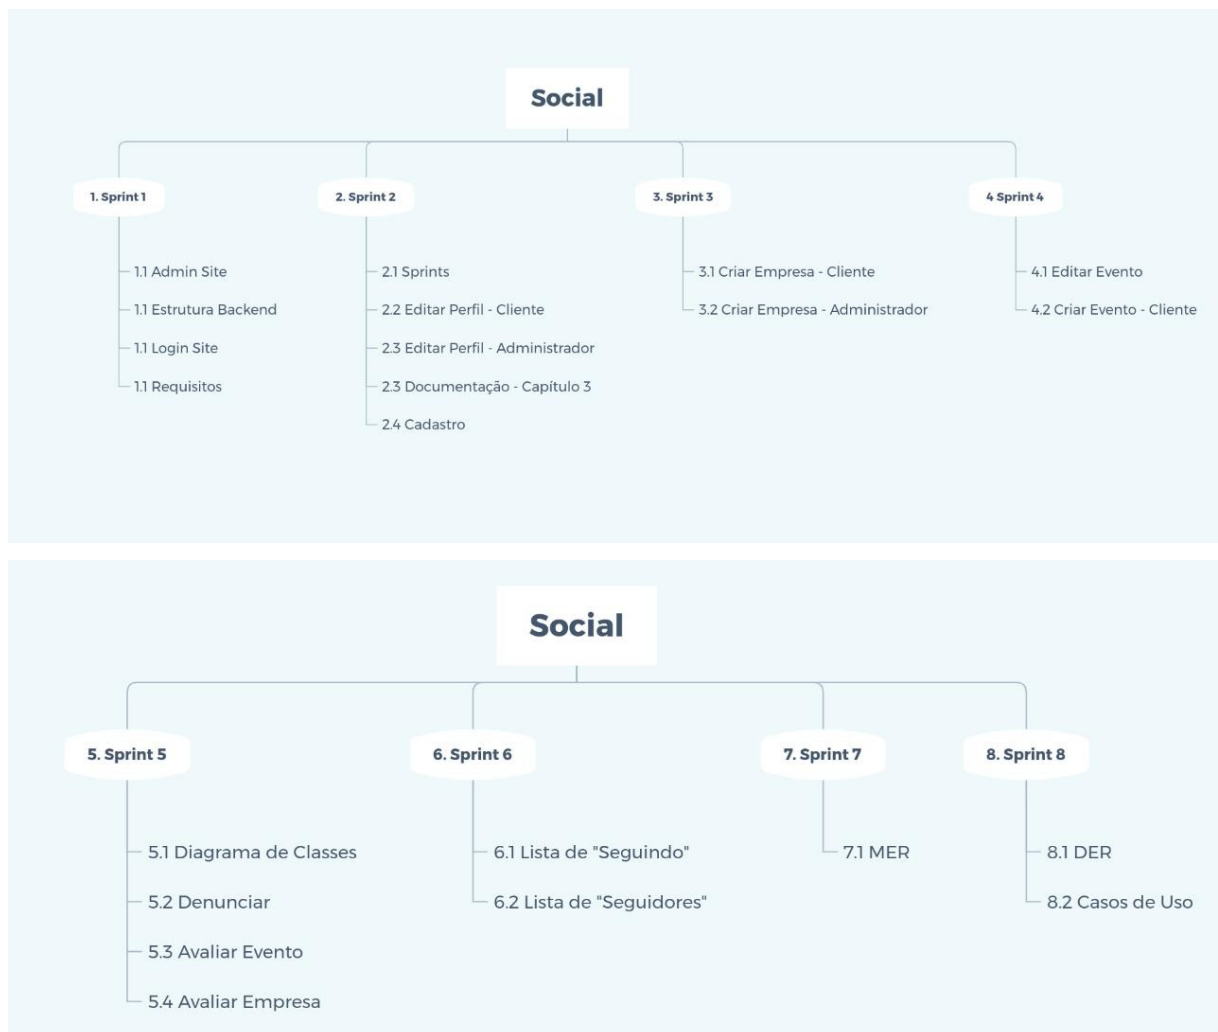 Social
1. Sprint 1
2. Sprint 2
3. Sprint 3
4 Sprint 4
1.1 Admin Site
1.1 Estrutura Backend
1.1 Login Site
1.1 Requisitos
2.1 Sprints
2.2 Editar Perfil - Cliente
2.3 Editar Perfil - Administrador
2.3 Documentação - Capítulo 3
2.4 Cadastro
3.1 Criar Empresa - Cliente
3.2 Criar Empresa - Administrador
4.1 Editar Evento
4.2 Criar Evento - Cliente
Social
5. Sprint 5
6. Sprint 6
7. Sprint 7
8. Sprint 8
5.1 Diagrama de Classes
5.2 Denunciar
5.3 Avaliar Evento
5.4 Avaliar Empresa
6.1 Lista de "Seguindo"
6.2 Lista de "Seguidores"
7.1 MER
8.1 DER
8.2 Casos de Uso